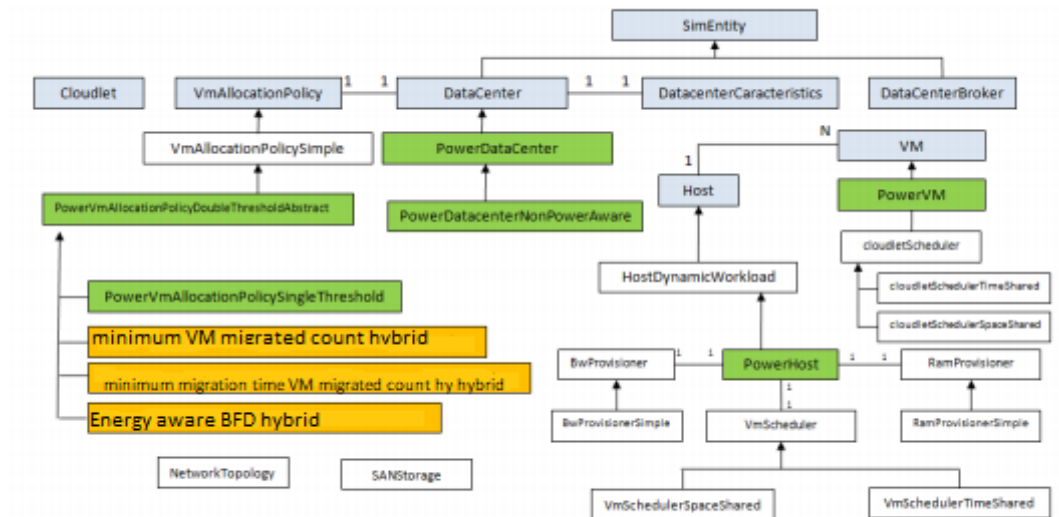 SimEntity
Cloudlet
VmAllocationPolicy
1
1
DataCenter
1
1
DatacenterCaracteristics
DataCenterBroker
VmAllocationPolicySimple
PowerDataCenter
N
VM
1
Host
PowerVM
PowerVmAllocationPolicyDoubleThresholdAbstract
PowerDatacenterNonPowerAware
cloudletScheduler
HostDynamicWorkload
cloudletSchedulerTimeShared
PowerVmAllocationPolicySingleThreshold
cloudletSchedulerSpaceShared
minimum VM migrated count hybrid
BwProvisioner
1
1
PowerHost
1
1
RamProvisioner
minimum migration time VM migrated count hy hybrid
1
1
Energy aware BFD hybrid
BwProvisionerSimple
VmScheduler
RamProvisionerSimple
NetworkTopology
SANStorage
VmSchedulerSpaceShared
VmSchedulerTimeShared